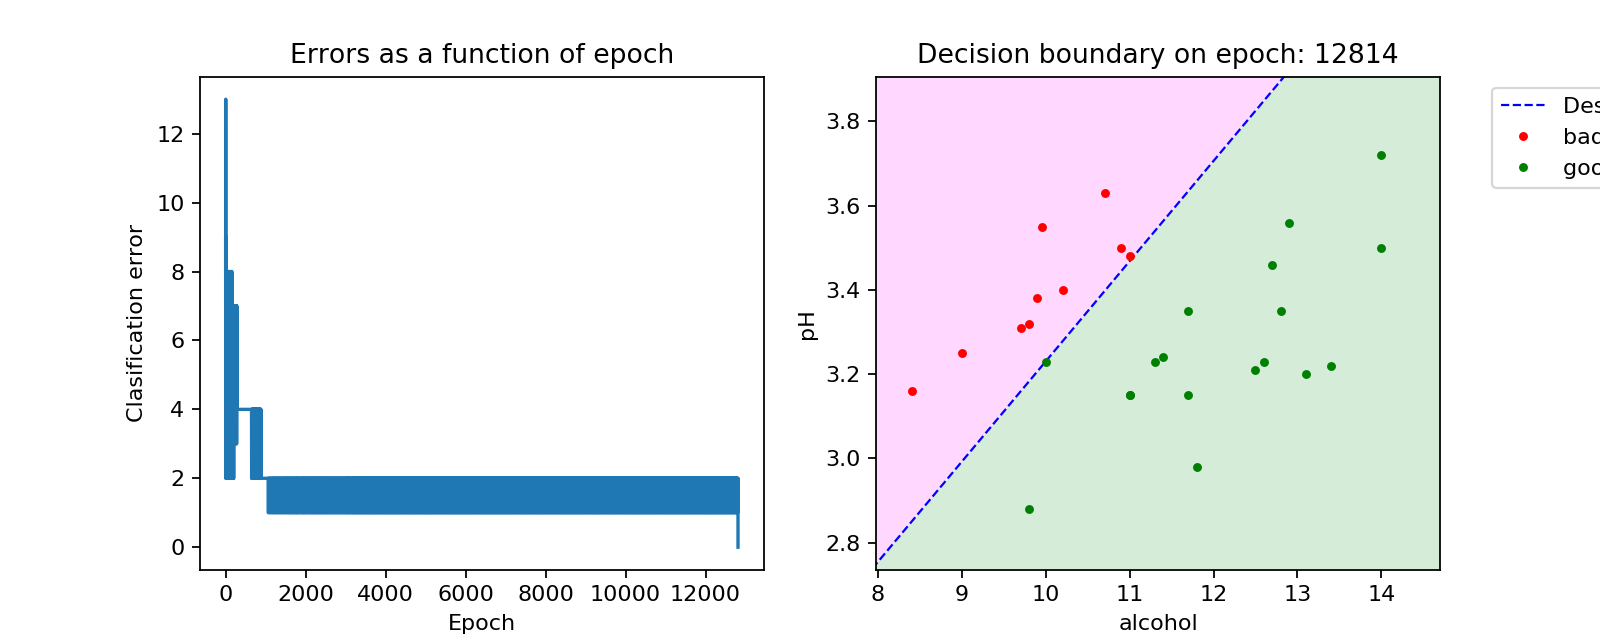 Errors as a function of epoch
Clasification error
12
10
8
6
4
2
0
0 2000 4000 6000 8000 10000 12000
Epoch
Decision boundary on epoch: 12814
pH
3.8
3.6
3.4
3.2
3.0
2.8
8 9 10 11 12 13 14
alcohol